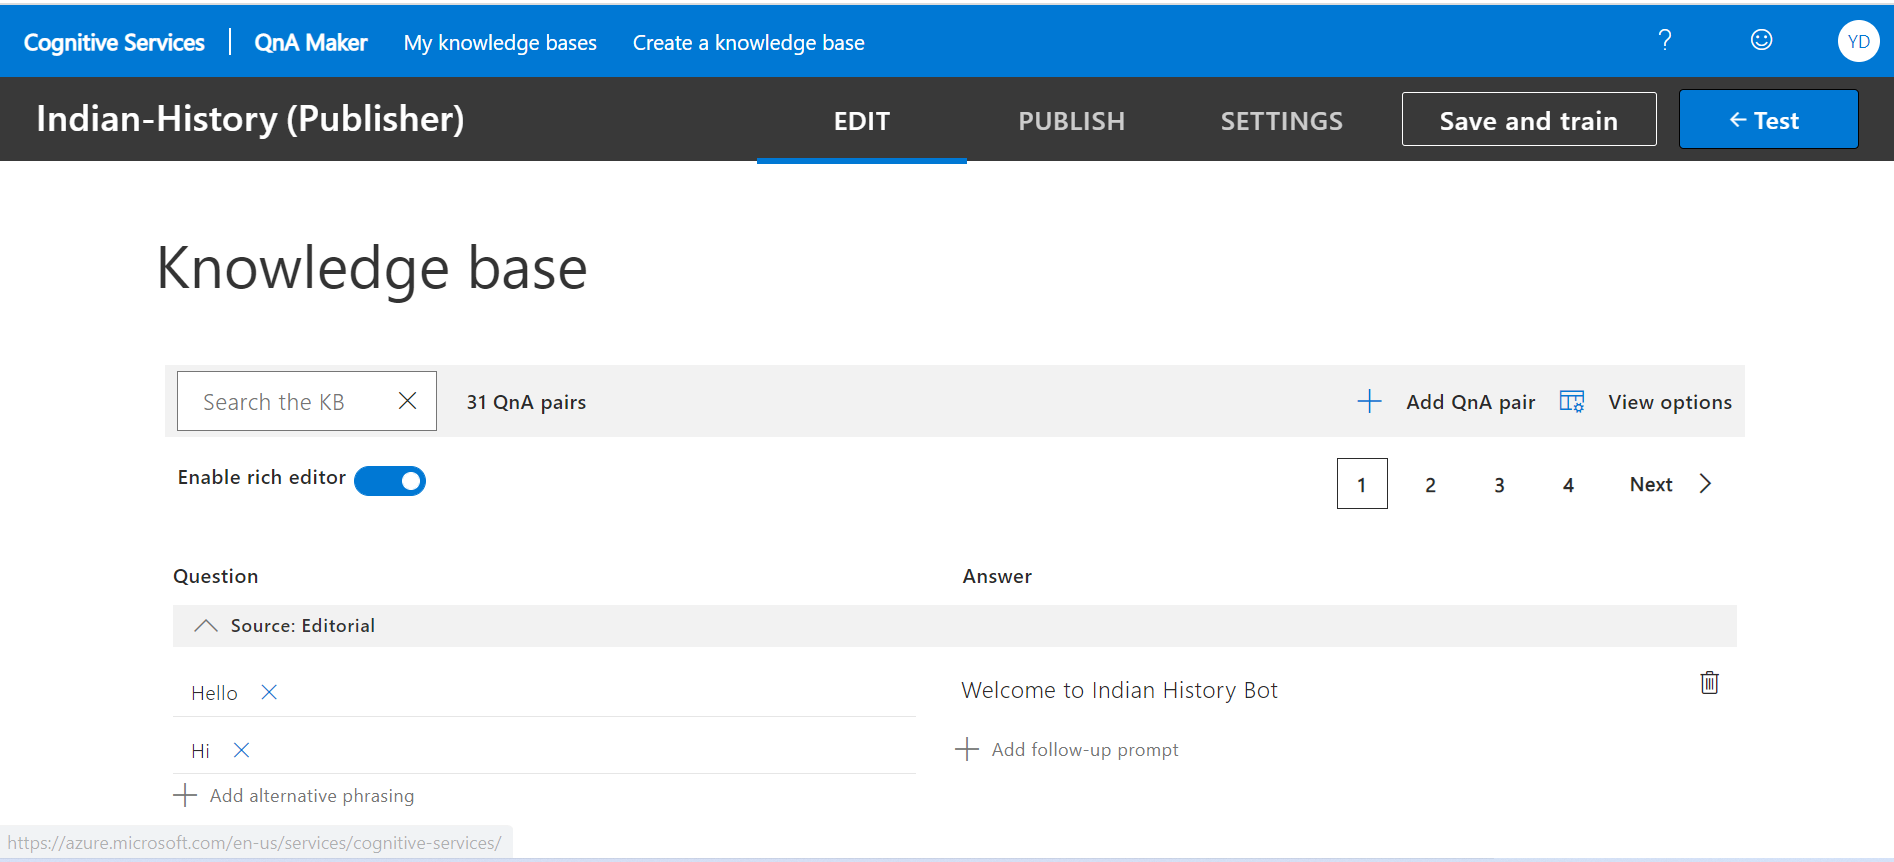 Cognitive Services | QnA Maker My knowledge bases Create a knowledge base ? YD
Indian-History (Publisher) EDIT PUBLISH SETTINGS Save and train ← Test
Knowledge base
Search the KB 31 QnA pairs Add QnA pair View options
Enable rich editor 1 2 3 4 Next
Question Answer
Source: Editorial
Hello Welcome to Indian History Bot
Hi Add follow-up prompt
Add alternative phrasing
https://azure.microsoft.com/en-us/services/cognitive-services/